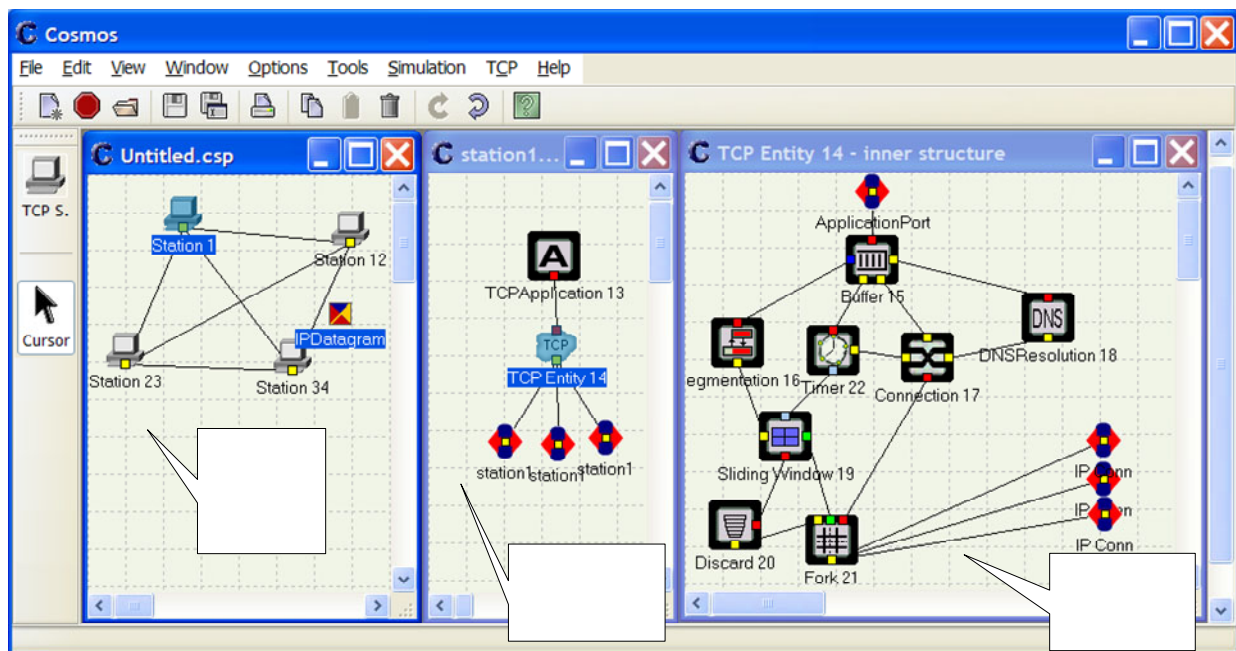 Cosmos
File Edit View Window Options Tools Simulation TCP Help
TCP S.
Cursor
Untitled.csp
Station 1
Station 12
IPDatagram
Station 23
Station 34
station1...
A
TCPApplication 13
TCP
TCP Entity 14
station1
station1
station1
TCP Entity 14 - inner structure
ApplicationPort
Buffer 15
DNS
DNSResolution 18
egmentation 16
Timer 22
Connection 17
Sliding Window 19
IP Conn
IP Conn
IP Conn
Discard 20
Fork 21